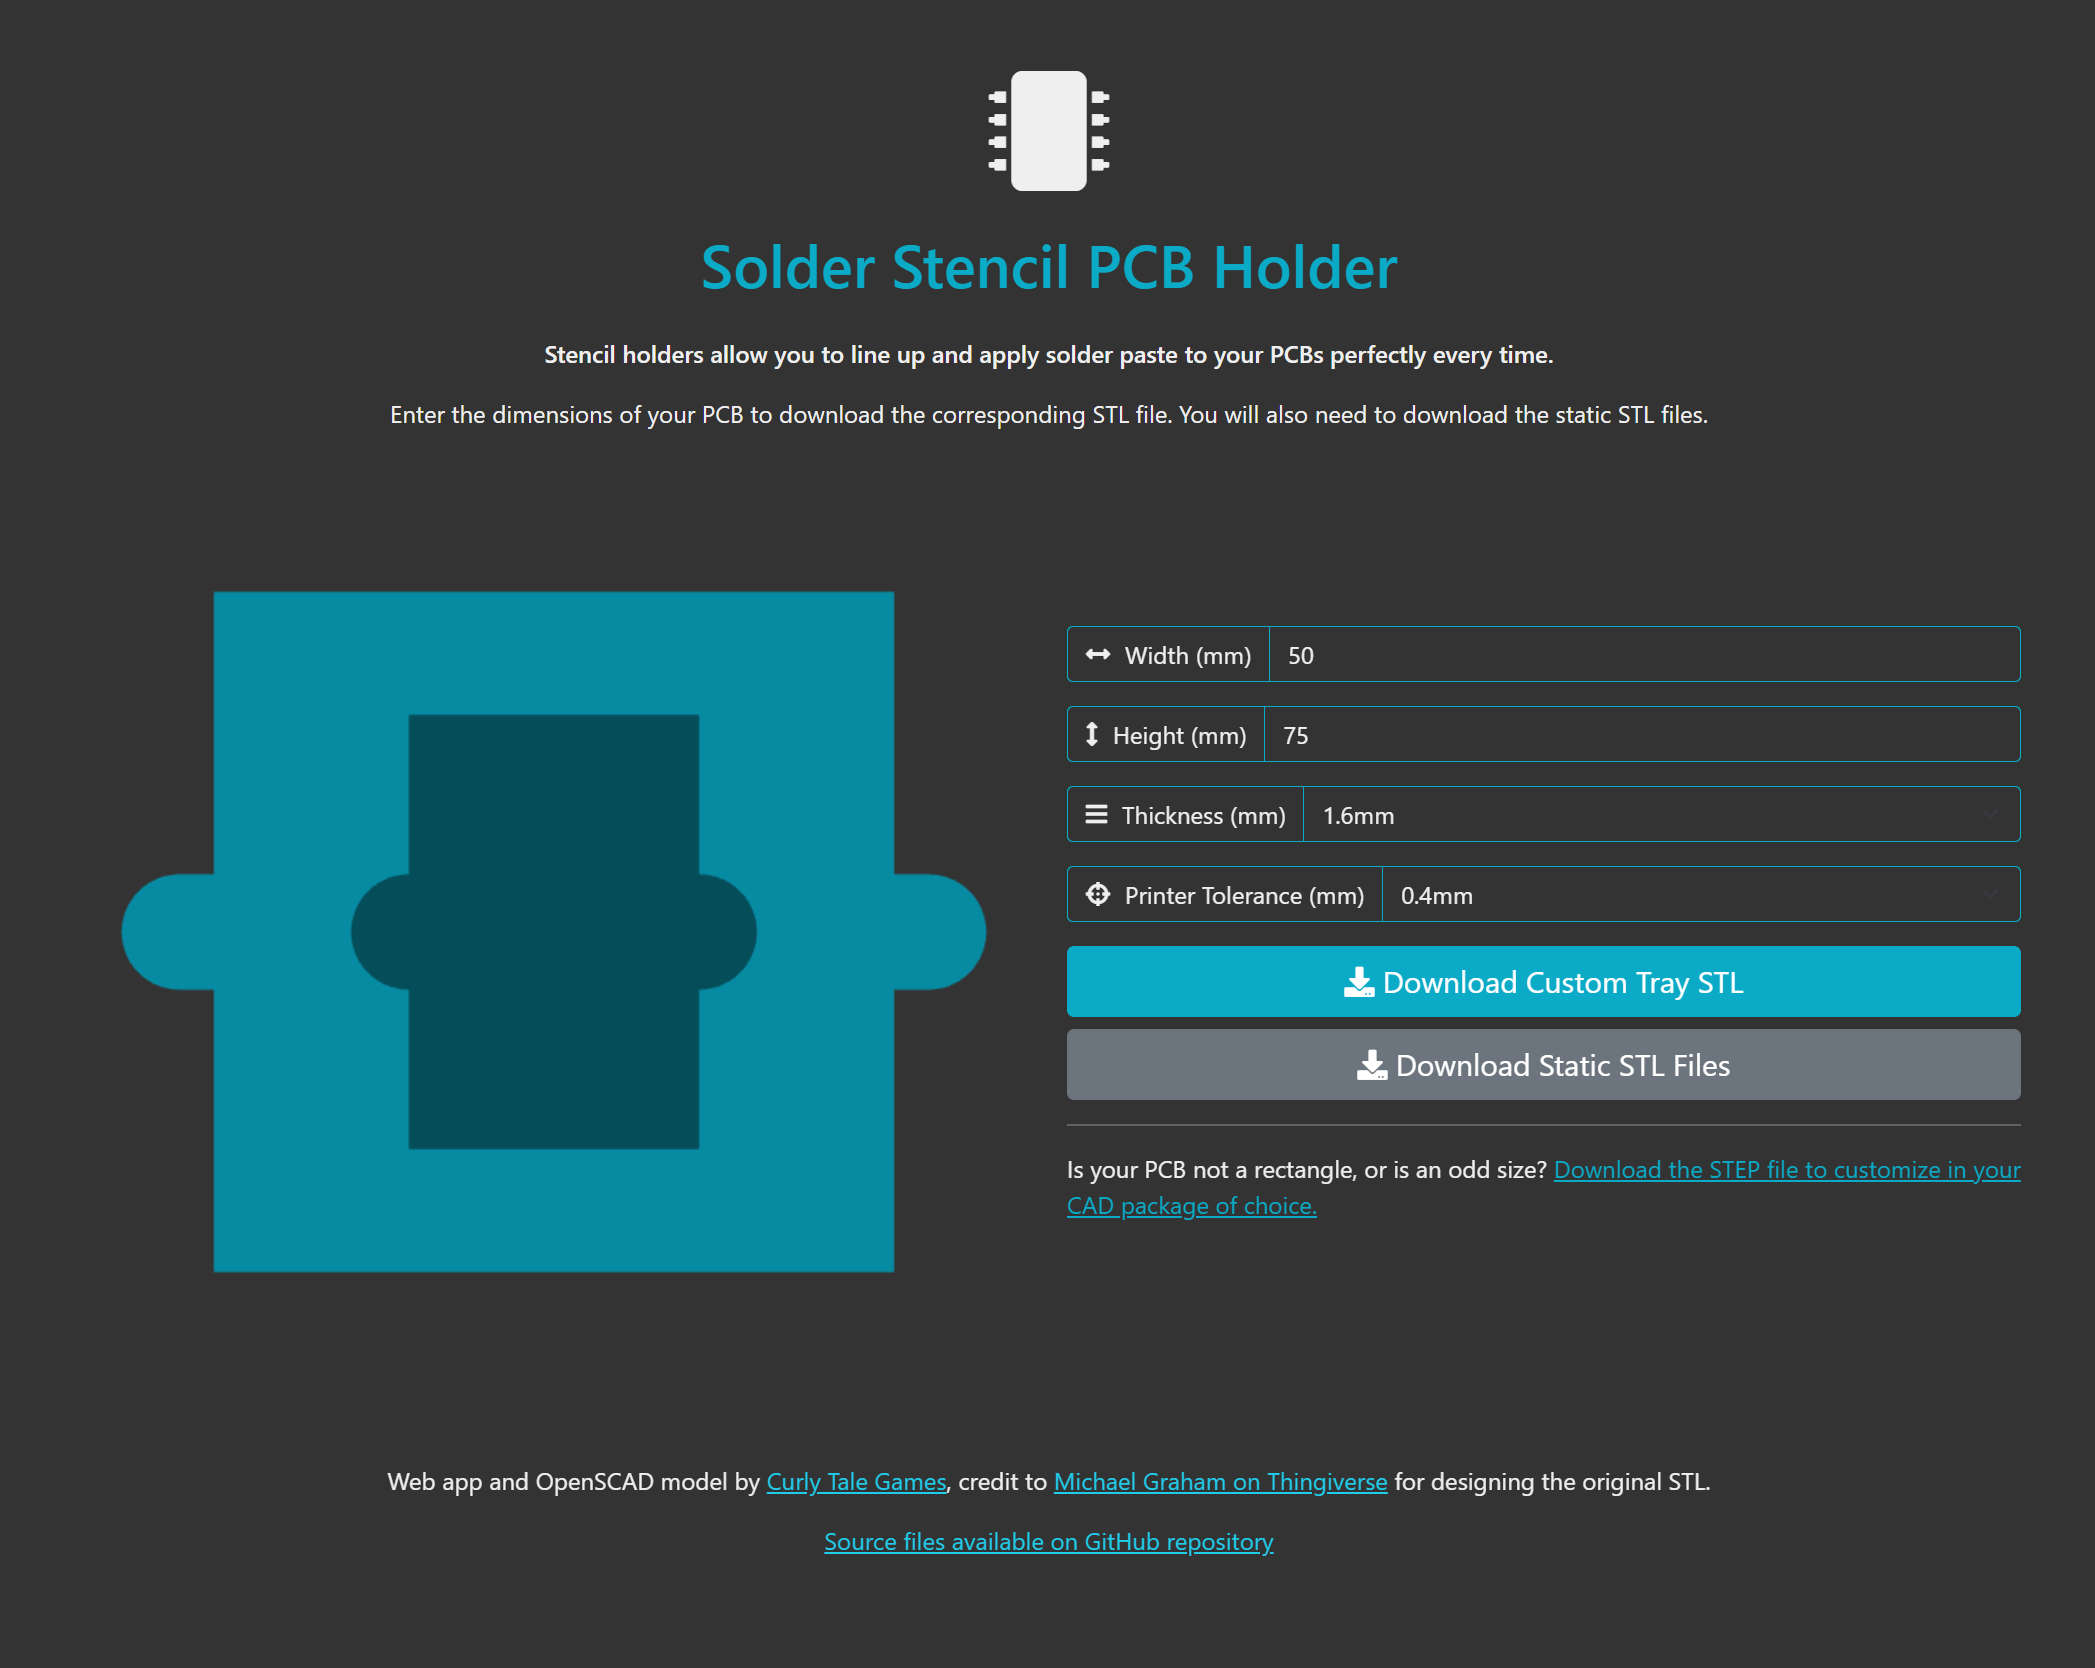 Solder Stencil PCB Holder
Stencil holders allow you to line up and apply solder paste to your PCBs perfectly every time.
Enter the dimensions of your PCB to download the corresponding STL file. You will also need to download the static STL files.
Width (mm) 50
Height (mm) 75
Thickness (mm) 1.6mm
Printer Tolerance (mm) 0.4mm
Download Custom Tray STL
Download Static STL Files
Is your PCB not a rectangle, or is an odd size? Download the STEP file to customize in your
CAD package of choice.
Web app and OpenSCAD model by Curly Tale Games, credit to Michael Graham on Thingiverse for designing the original STL.
Source files available on GitHub repository